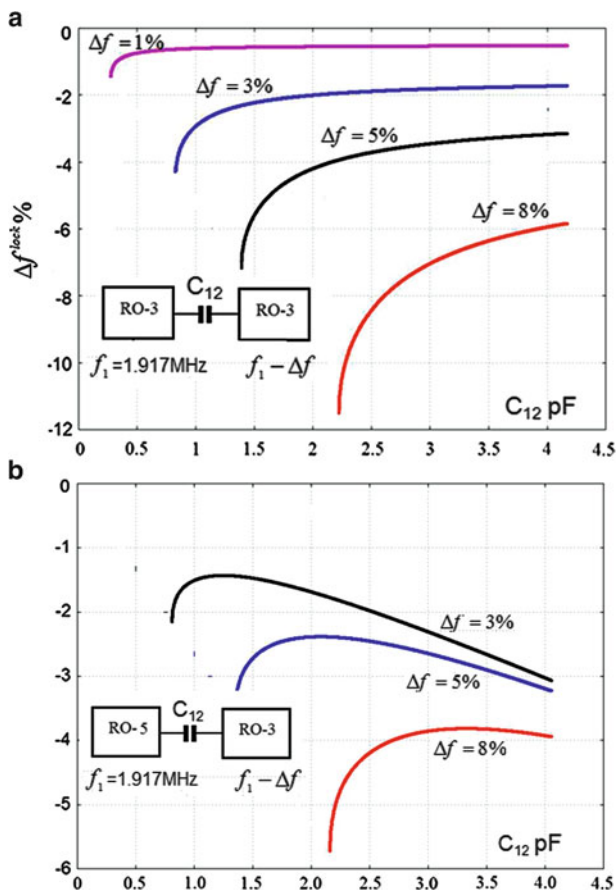 a
0
-2
-4
-6
-8
-10
-12
Δf^lock %
Δf = 1%
Δf = 3%
Δf = 5%
Δf = 8%
C₁₂
RO-3 RO-3
f₁=1.917MHz f₁ − Δf
C₁₂ pF
0 0.5 1 1.5 2 2.5 3 3.5 4 4.5
b
0
-1
-2
-3
-4
-5
-6
Δf = 3%
Δf = 5%
Δf = 8%
C₁₂
RO-5 RO-3
f₁=1.917MHz f₁ − Δf
C₁₂ pF
0 0.5 1.0 1.5 2.0 2.5 3.0 3.5 4.0 4.5